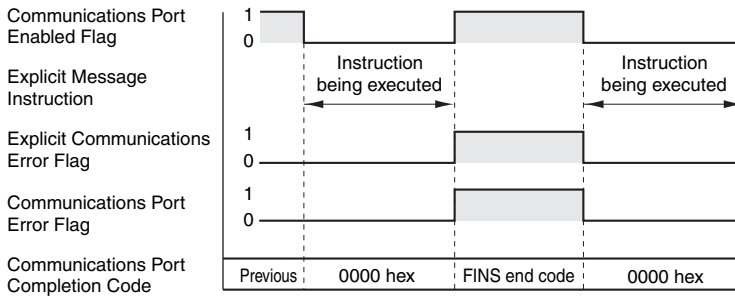 Communications Port
Enabled Flag
1
0
Explicit Message
Instruction
Instruction
being executed
Instruction
being executed
Explicit Communications
Error Flag
1
0
Communications Port
Error Flag
1
0
Communications Port
Completion Code
Previous
0000 hex
FINS end code
0000 hex